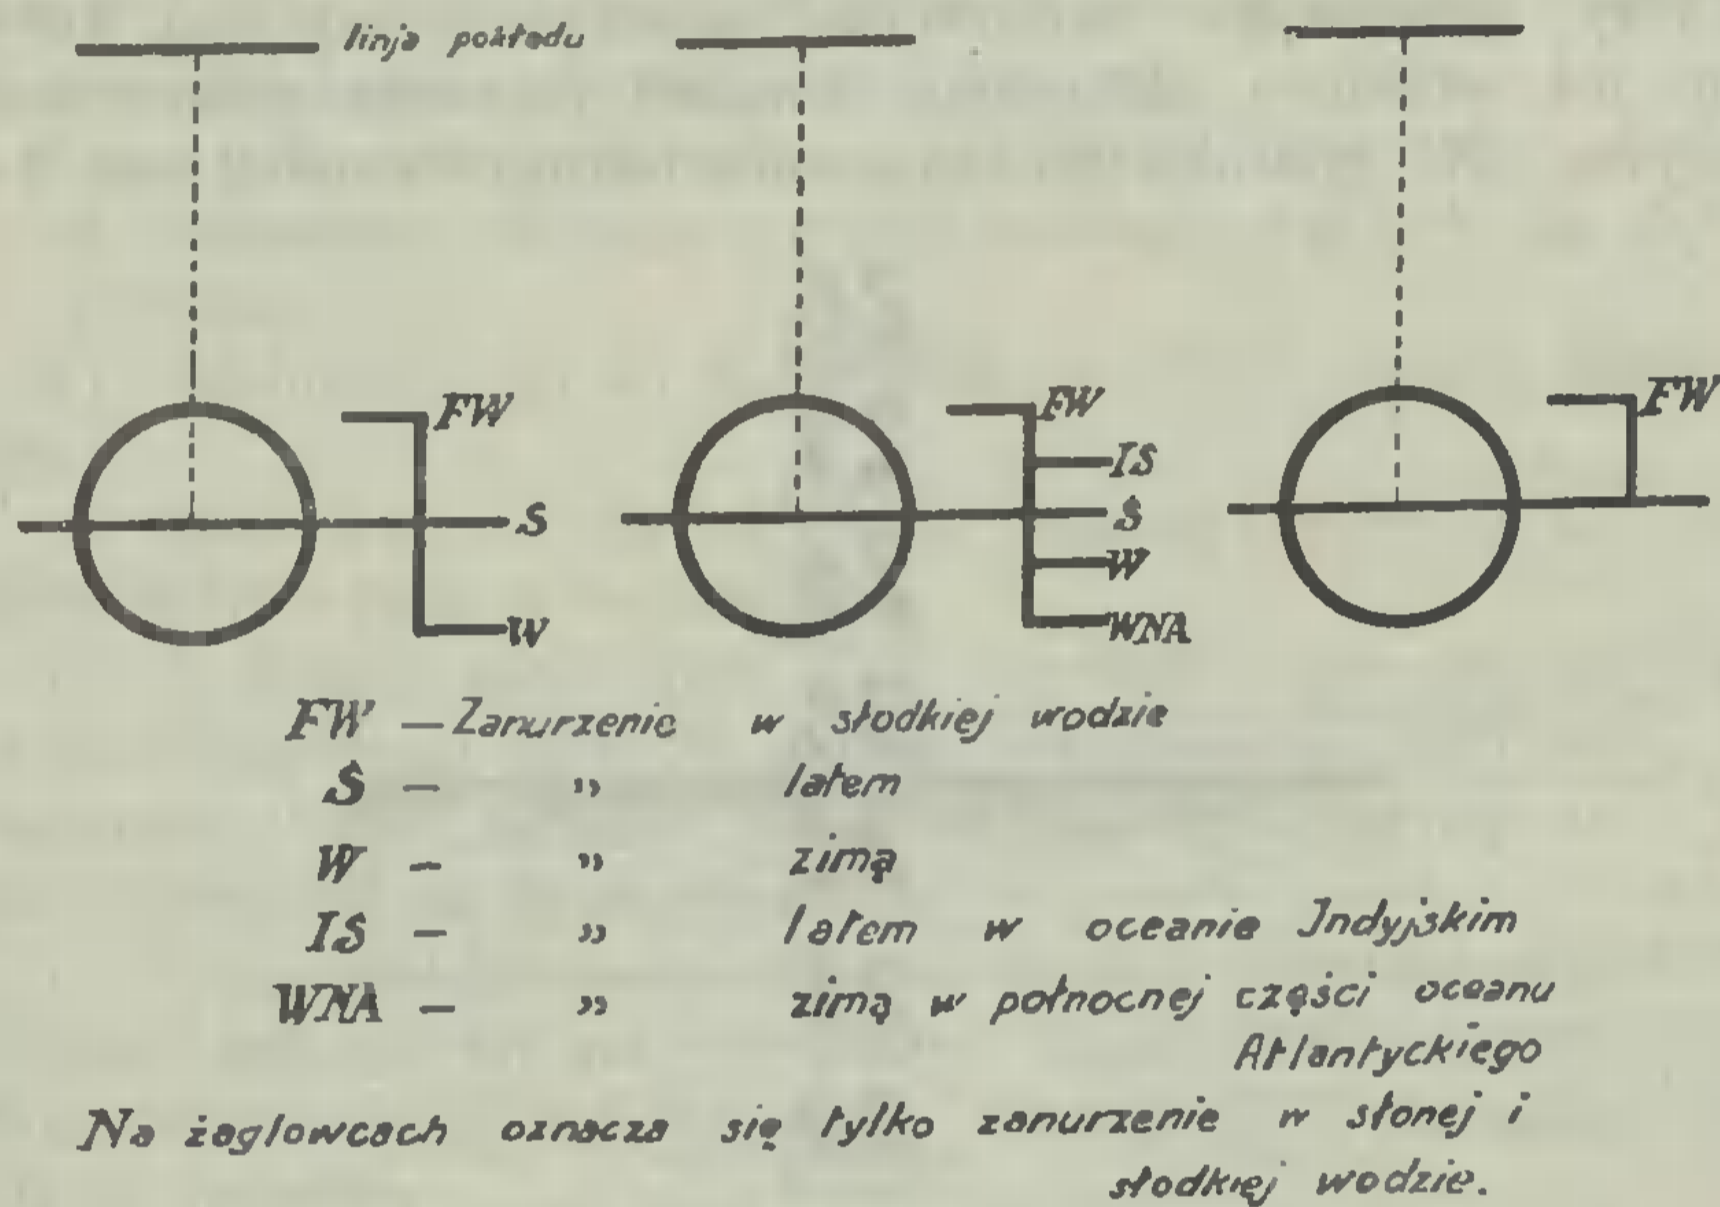 linja pokładu
FW
S
W
FW
IS
S
W
WNA
FW
FW — Zanurzenie w słodkiej wodzie
S — " latem
W — " zimą
IS — " latem w oceanie Indyjskim
WNA — " zimą w połnocnej części oceanu
Atlantyckiego
Na żaglowcach oznacza się tylko zanurzenie w słonej i
słodkiej wodzie.